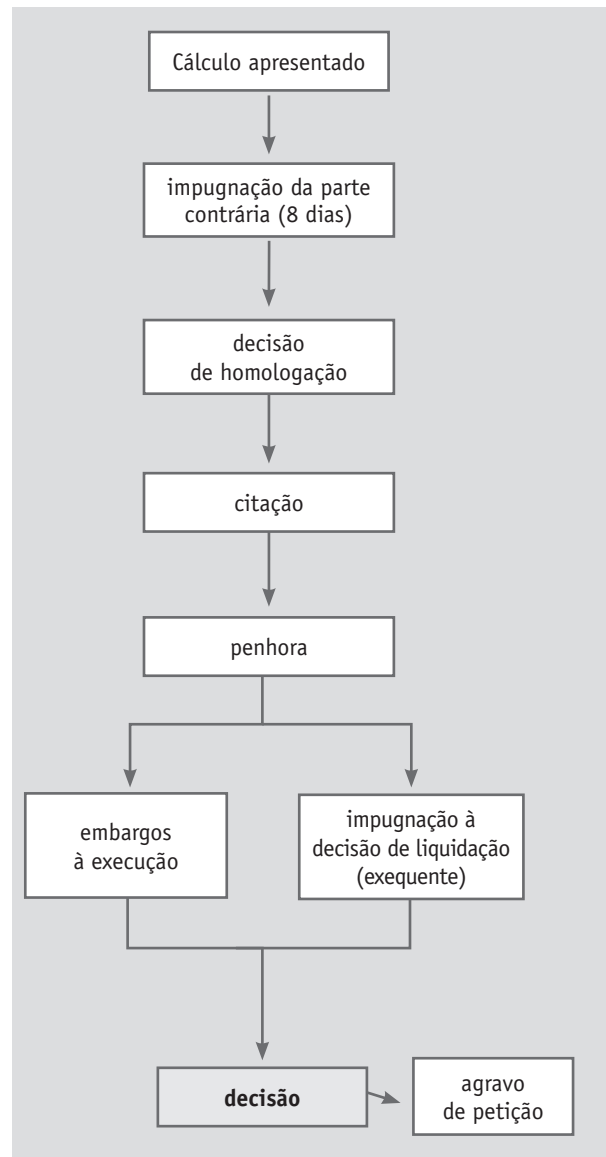 Cálculo apresentado
impugnação da parte
contrária (8 dias)
decisão
de homologação
citação
penhora
embargos
à execução
impugnação à
decisão de liquidação
(exequente)
decisão
agravo
de petição